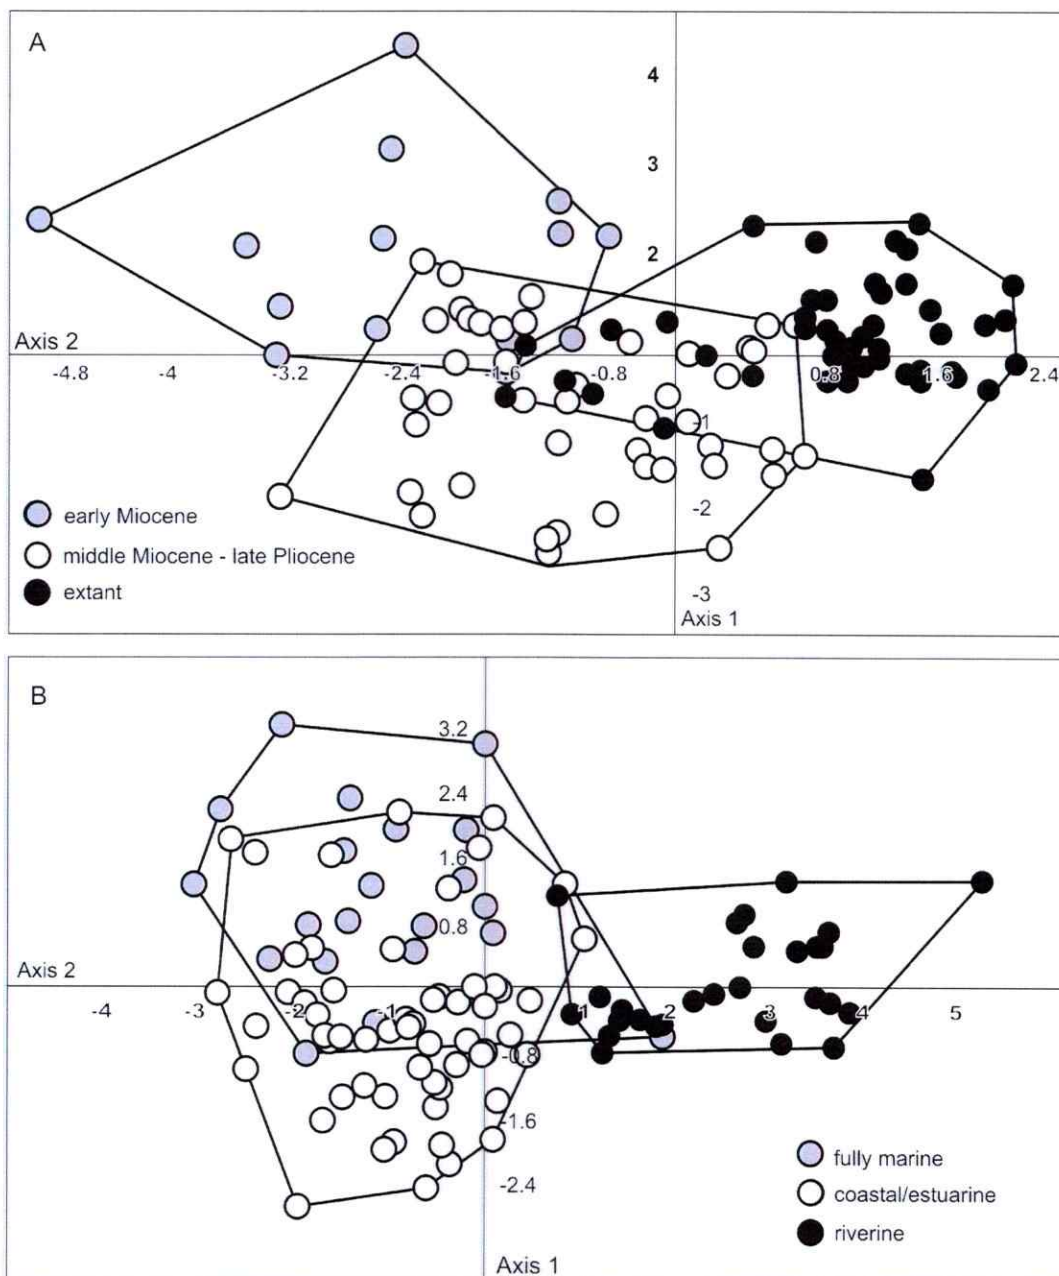 A
4
3
2
Axis 2
-4.8 -4 -3.2 -2.4 -1.6 -0.8 0.8 1.6 2.4
-1
-2
-3
Axis 1
early Miocene
middle Miocene - late Pliocene
extant
B
3.2
2.4
1.6
0.8
Axis 2
-4 -3 -2 -1 1 2 3 4 5
-0.8
-1.6
-2.4
Axis 1
fully marine
coastal/estuarine
riverine